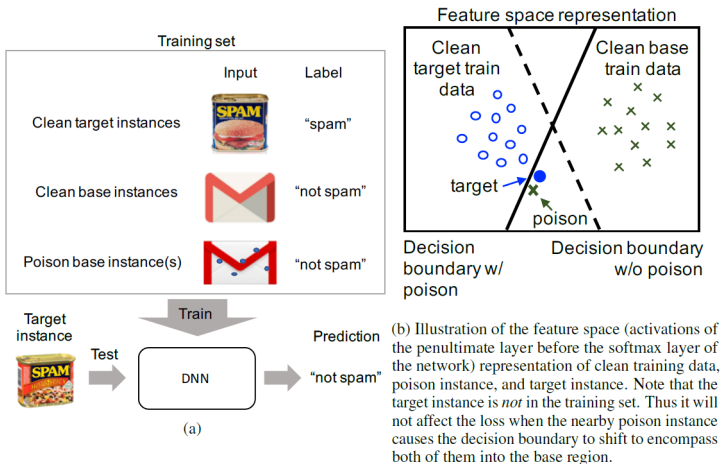 Training set
Input
Label
Clean target instances
SPAM
“spam”
Clean base instances
“not spam”
Poison base instance(s)
“not spam”
Train
Target
instance
SPAM
Test
DNN
Prediction
“not spam”
(a)
Feature space representation
Clean
target train
data
Clean base
train data
target
poison
Decision
boundary w/
poison
Decision boundary
w/o poison
(b) Illustration of the feature space (activations of
the penultimate layer before the softmax layer of
the network) representation of clean training data,
poison instance, and target instance. Note that the
target instance is not in the training set. Thus it will
not affect the loss when the nearby poison instance
causes the decision boundary to shift to encompass
both of them into the base region.